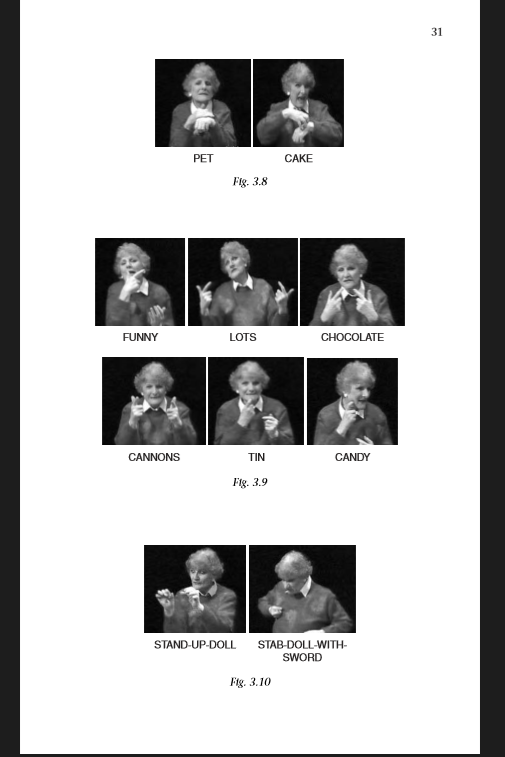 31
PET CAKE
Fig. 3.8
FUNNY LOTS CHOCOLATE
CANNONS TIN CANDY
Fig. 3.9
STAND-UP-DOLL STAB-DOLL-WITH-
SWORD
Fig. 3.10